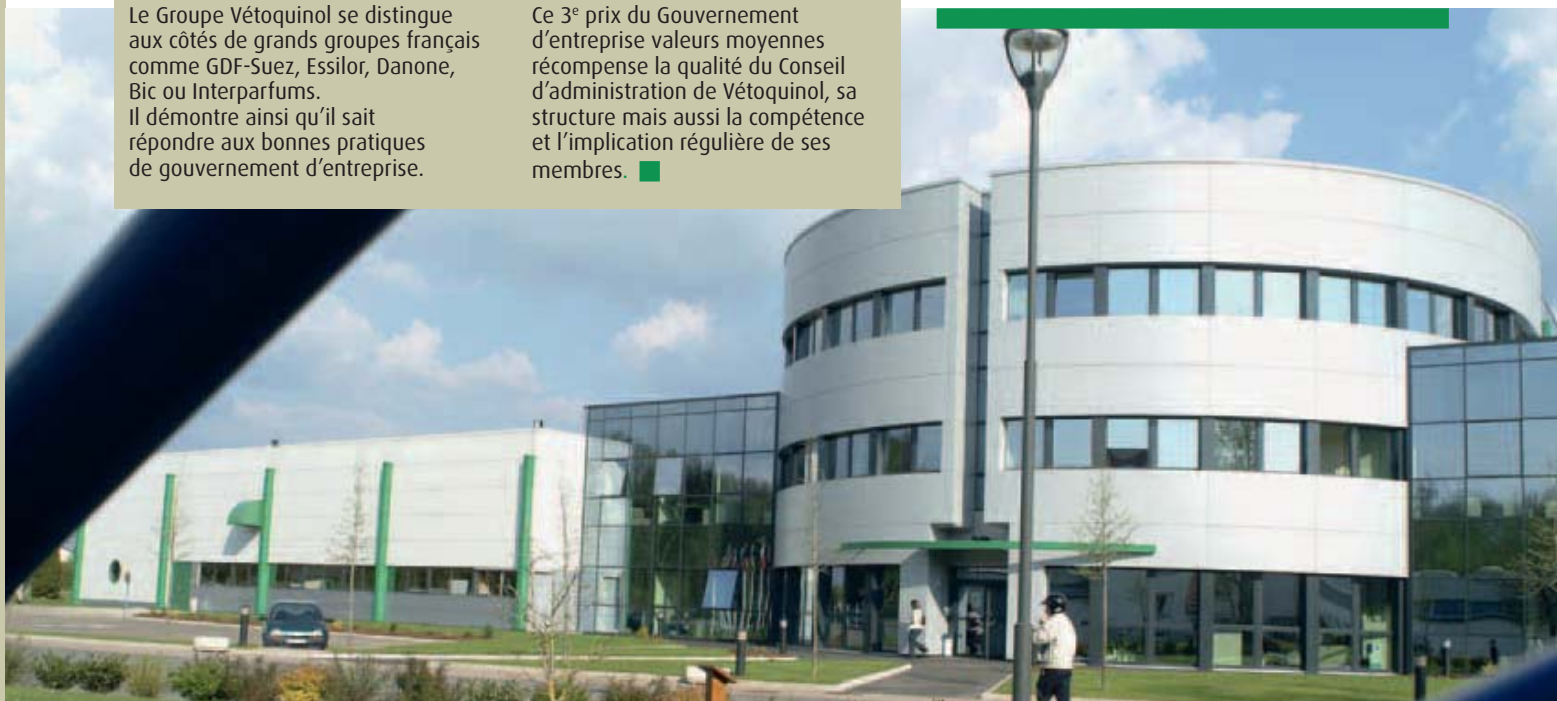 Le Groupe Vétoquinol se distingue
aux côtés de grands groupes français
comme GDF-Suez, Essilor, Danone,
Bic ou Interparfums.
Il démontre ainsi qu’il sait
répondre aux bonnes pratiques
de gouvernement d’entreprise.
Ce 3e prix du Gouvernement
d’entreprise valeurs moyennes
récompense la qualité du Conseil
d’administration de Vétoquinol, sa
structure mais aussi la compétence
et l’implication régulière de ses
membres.